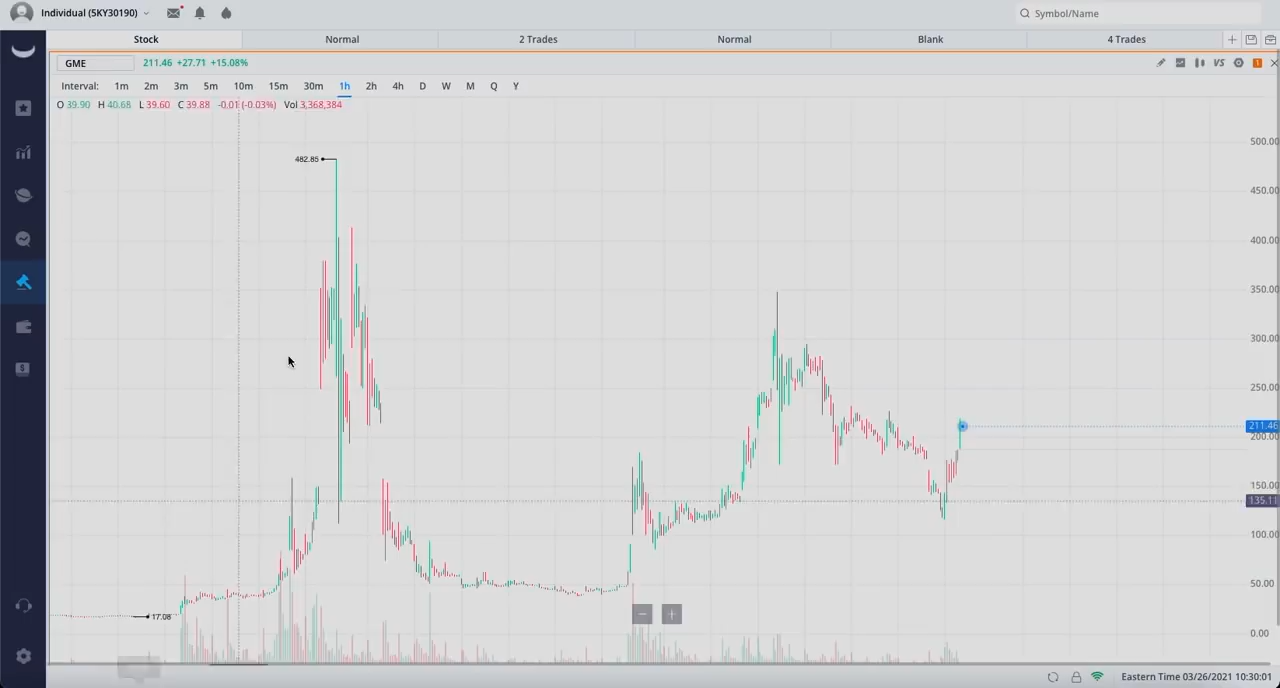 Individual (5KY30190)
Symbol/Name
Stock Normal 2 Trades Normal Blank 4 Trades
GME 211.46 +27.71 +15.08% VS 1
Interval: 1m 2m 3m 5m 10m 15m 30m 1h 2h 4h D W M Q Y
O 39.90 H 40.68 L 39.60 C 39.88 -0.01 (-0.03%) Vol 3,368,384
500.00
482.85
450.00
400.00
350.00
300.00
250.00
211.46
200.00
150.00
135.11
100.00
50.00
17.08
0.00
Eastern Time 03/26/2021 10:30:01